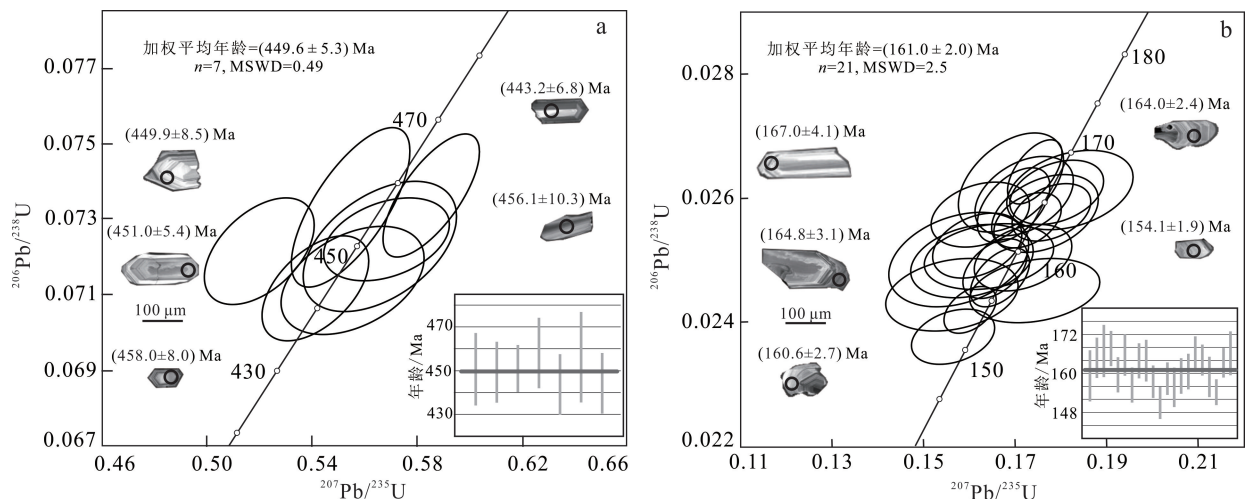 a
加权平均年龄=(449.6 ± 5.3) Ma
n=7, MSWD=0.49
(443.2±6.8) Ma
(449.9±8.5) Ma
(456.1±10.3) Ma
(451.0±5.4) Ma
100 μm
(458.0±8.0) Ma
470
450
430
0.077
0.075
0.073
0.071
0.069
0.067
²⁰⁶Pb/²³⁸U
0.46
0.50
0.54
0.58
0.62
0.66
²⁰⁷Pb/²³⁵U
年龄/Ma
470
450
430
b
加权平均年龄=(161.0 ± 2.0) Ma
n=21, MSWD=2.5
(164.0±2.4) Ma
(167.0±4.1) Ma
(154.1±1.9) Ma
(164.8±3.1) Ma
100 μm
(160.6±2.7) Ma
180
170
160
150
0.028
0.026
0.024
0.022
²⁰⁶Pb/²³⁸U
0.11
0.13
0.15
0.17
0.19
0.21
²⁰⁷Pb/²³⁵U
年龄/Ma
172
160
148